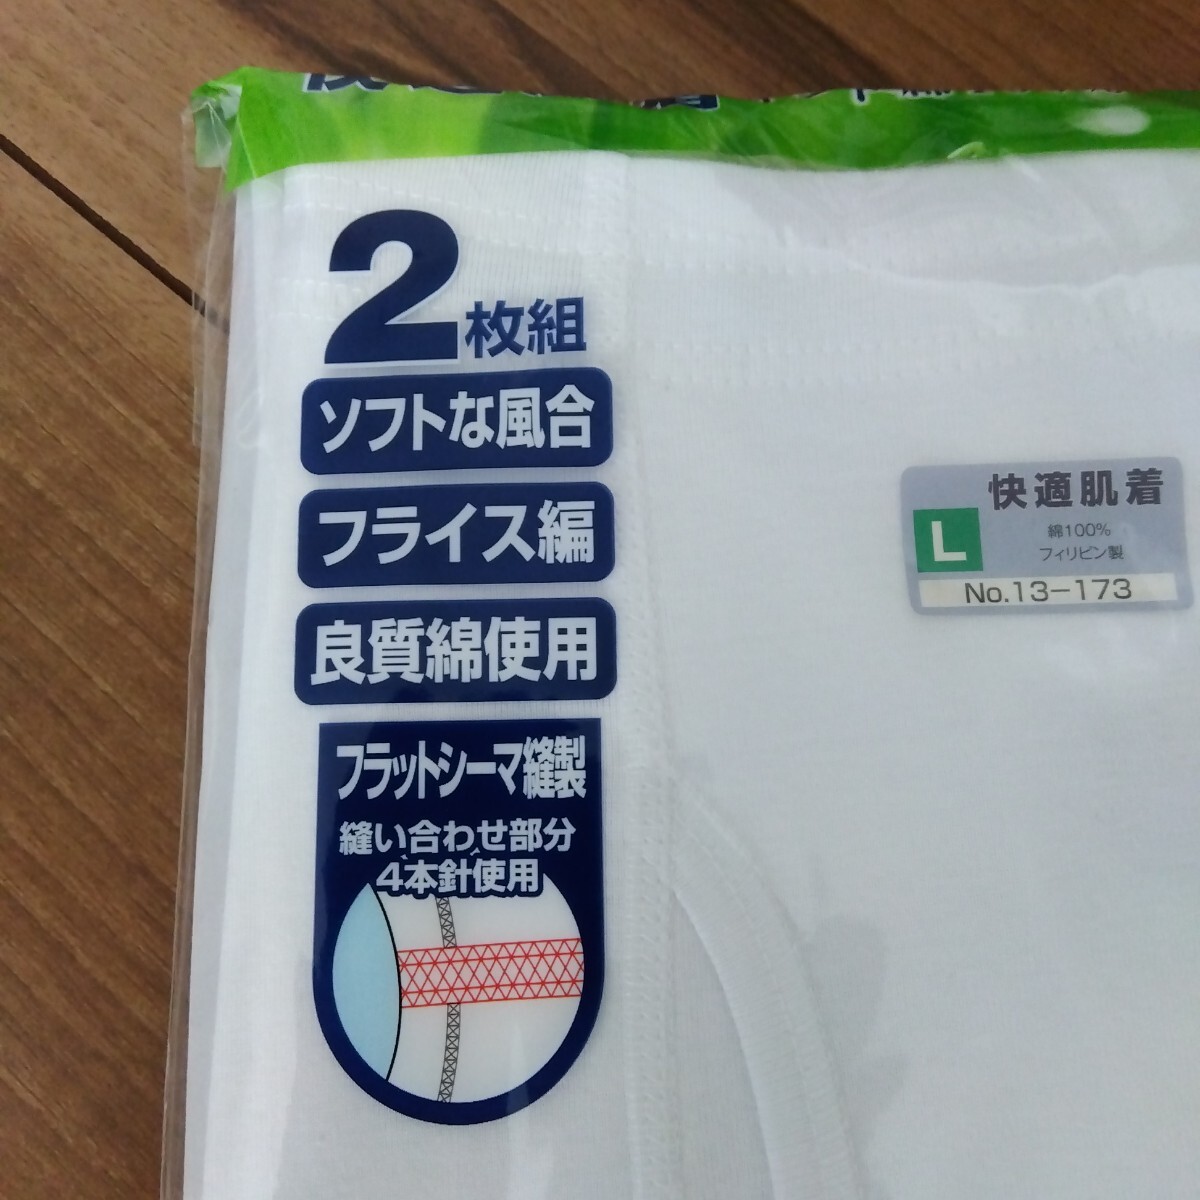 2枚組
ソフトな風合
フライス編
良質綿使用
フラットシーマ縫製
縫い合わせ部分
4本針使用
快適肌着
L
綿100%
フィリピン製
No.13-173